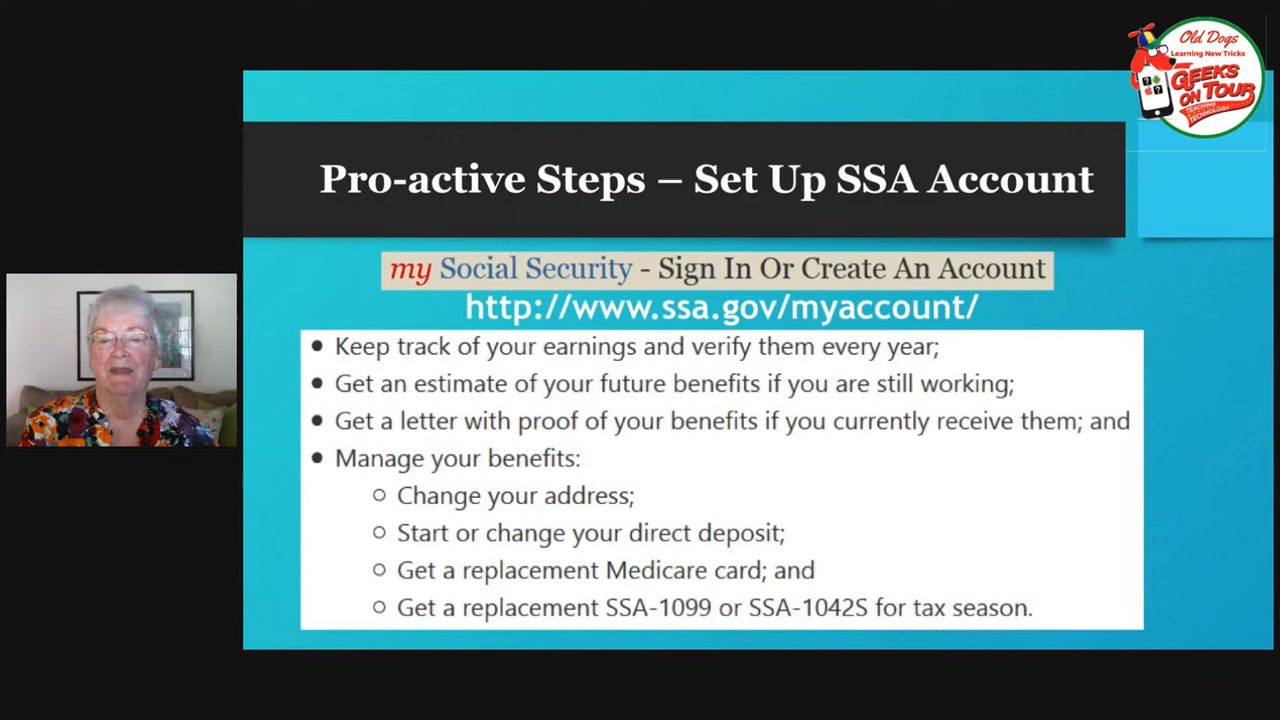 Old Dogs
Learning New Tricks
GEEKS
ON TOUR
TEACHING
TECHNOLOGY
Pro-active Steps – Set Up SSA Account
my Social Security - Sign In Or Create An Account
http://www.ssa.gov/myaccount/
• Keep track of your earnings and verify them every year;
• Get an estimate of your future benefits if you are still working;
• Get a letter with proof of your benefits if you currently receive them; and
• Manage your benefits:
○ Change your address;
○ Start or change your direct deposit;
○ Get a replacement Medicare card; and
○ Get a replacement SSA-1099 or SSA-1042S for tax season.